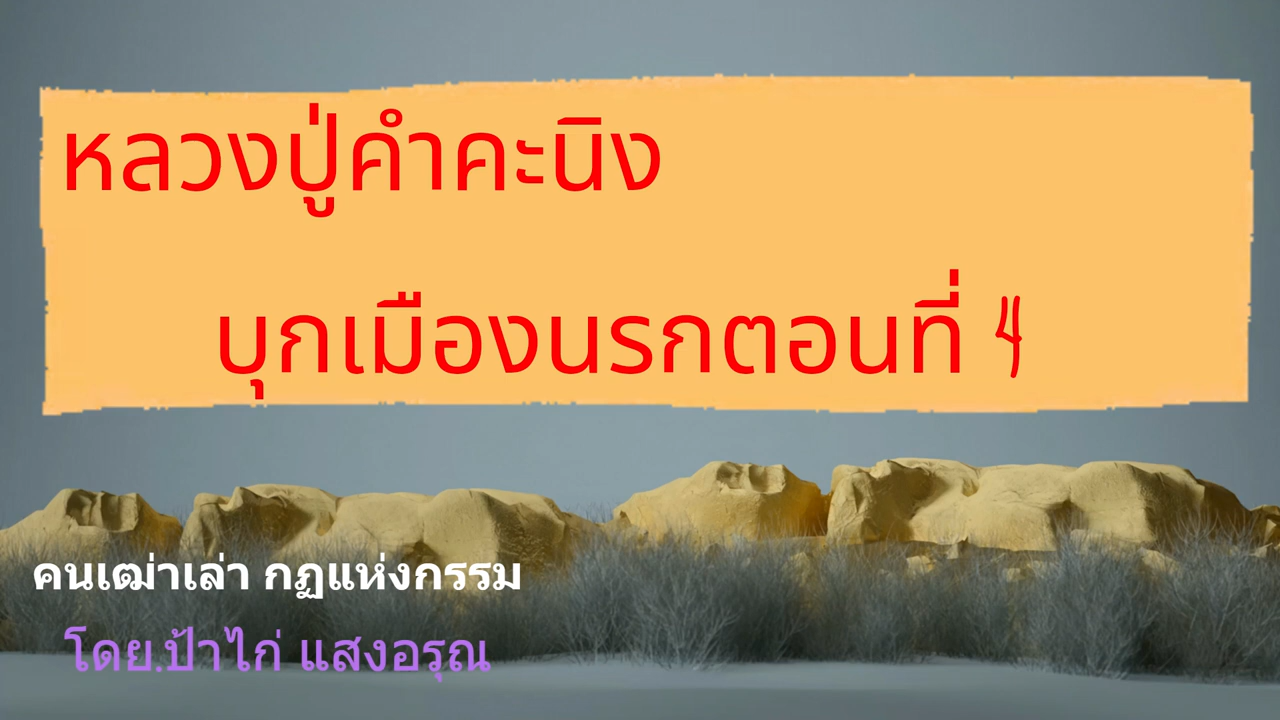 หลวงปู่คำคะนิง
บุกเมืองนรกตอนที่ 4
คนเฒ่าเล่า กฏแห่งกรรม
โดย.ป้าไก่ แสงอรุณ